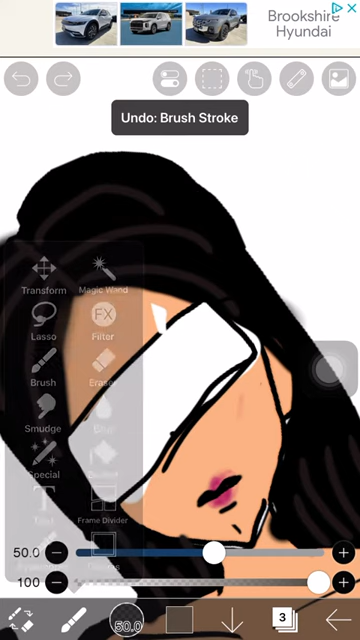 Brookshire
Hyundai
Undo: Brush Stroke
Transform
Magic Wand
Lasso
FX
Filter
Brush
Eraser
Smudge
Blur
Special
T
Text
Frame Divider
50.0
100
50.0
3